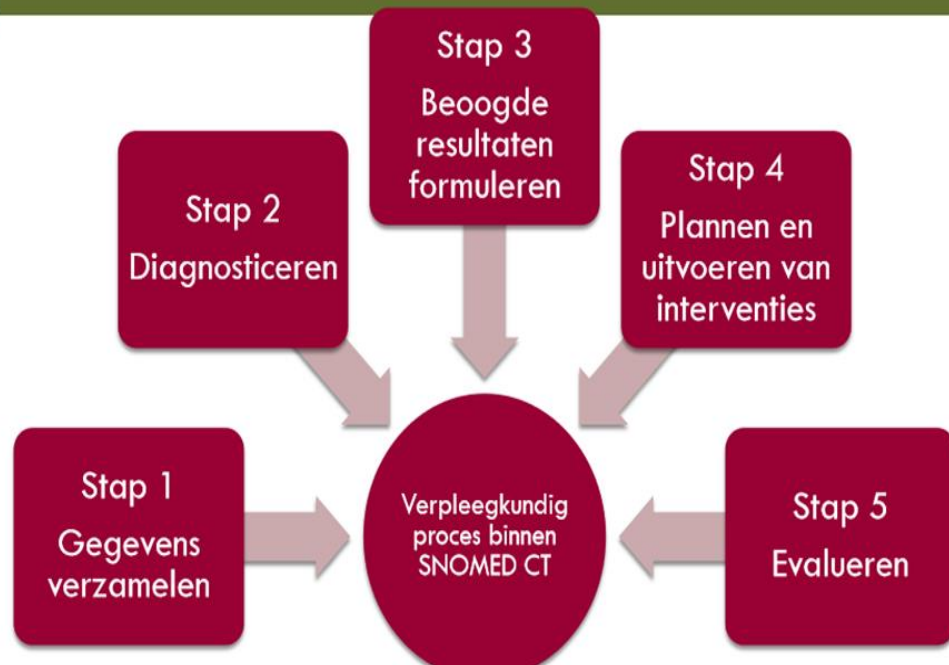 Stap 1
Gegevens
verzamelen
Stap 2
Diagnosticeren
Stap 3
Beoogde
resultaten
formuleren
Stap 4
Plannen en
uitvoeren van
interventies
Stap 5
Evalueren
Verpleegkundig
proces binnen
SNOMED CT